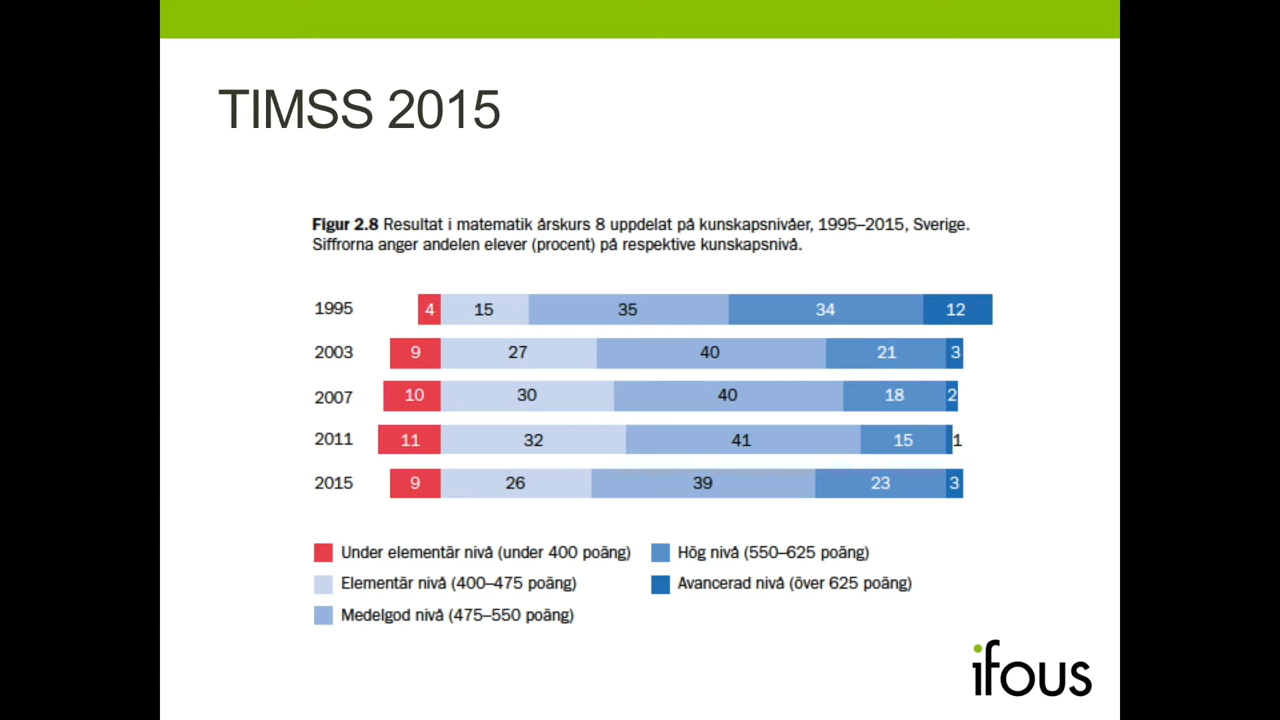 TIMSS 2015
Figur 2.8 Resultat i matematik årskurs 8 uppdelat på kunskapsnivåer, 1995–2015, Sverige.
Siffrorna anger andelen elever (procent) på respektive kunskapsnivå.
1995 4 15 35 34 12
2003 9 27 40 21 3
2007 10 30 40 18 2
2011 11 32 41 15 1
2015 9 26 39 23 3
Under elementär nivå (under 400 poäng)
Elementär nivå (400–475 poäng)
Medelgod nivå (475–550 poäng)
Hög nivå (550–625 poäng)
Avancerad nivå (över 625 poäng)
ifous